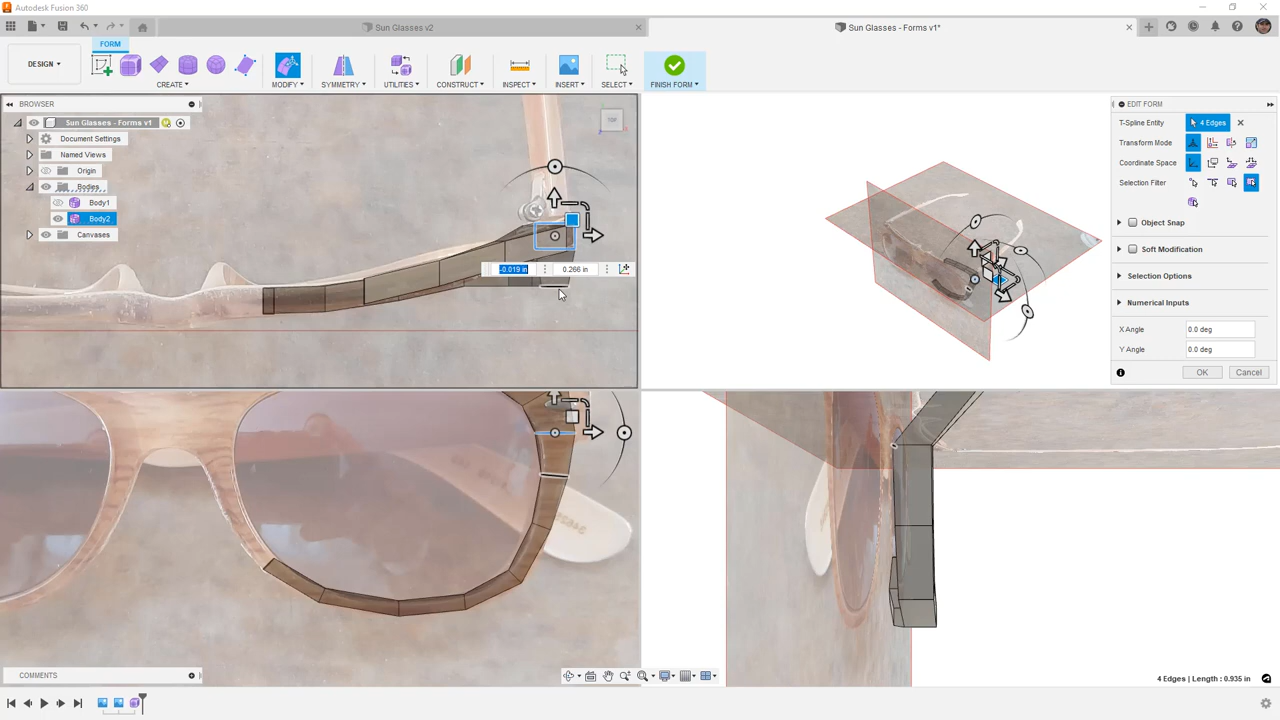 Autodesk Fusion 360
Sun Glasses v2
Sun Glasses - Forms v1*
FORM
DESIGN
CREATE
MODIFY
SYMMETRY
UTILITIES
CONSTRUCT
INSPECT
INSERT
SELECT
FINISH FORM
BROWSER
Sun Glasses - Forms v1
Document Settings
Named Views
Origin
Bodies
Body1
Body2
Canvases
-0.019 in
0.266 in
EDIT FORM
T-Spline Entity
4 Edges
Transform Mode
Coordinate Space
Selection Filter
Object Snap
Soft Modification
Selection Options
Numerical Inputs
X Angle
0.0 deg
Y Angle
0.0 deg
OK
Cancel
COMMENTS
4 Edges | Length : 0.935 in